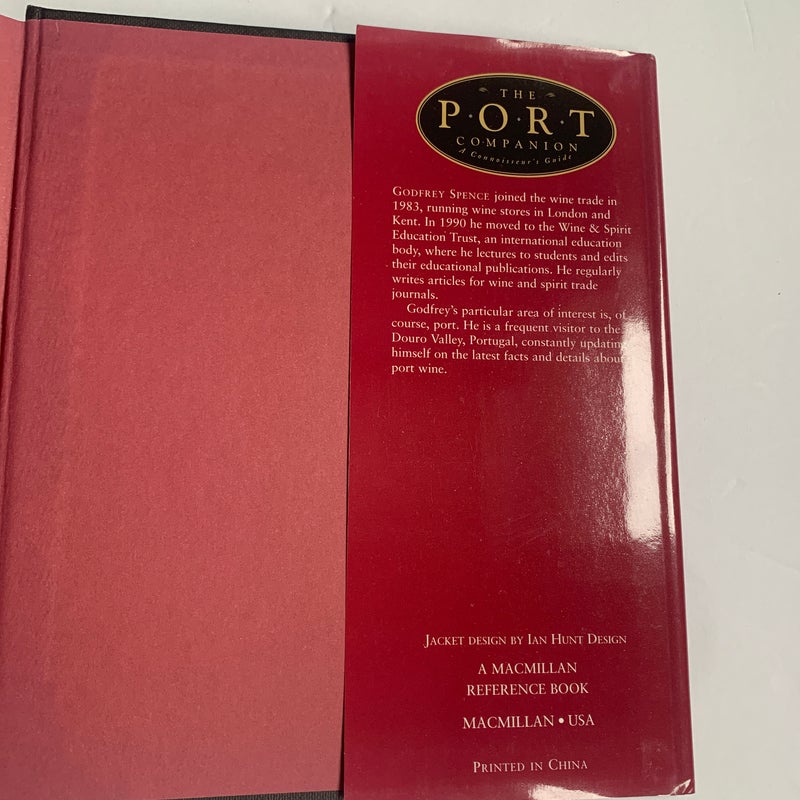 THE
P·O·R·T
COMPANION
A Connoisseur's Guide
GODFREY SPENCE joined the wine trade in
1983, running wine stores in London and
Kent. In 1990 he moved to the Wine & Spirit
Education Trust, an international education
body, where he lectures to students and edits
their educational publications. He regularly
writes articles for wine and spirit trade
journals.
Godfrey's particular area of interest is, of
course, port. He is a frequent visitor to the
Douro Valley, Portugal, constantly updating
himself on the latest facts and details about
port wine.
JACKET DESIGN BY IAN HUNT DESIGN
A MACMILLAN
REFERENCE BOOK
MACMILLAN • USA
PRINTED IN CHINA